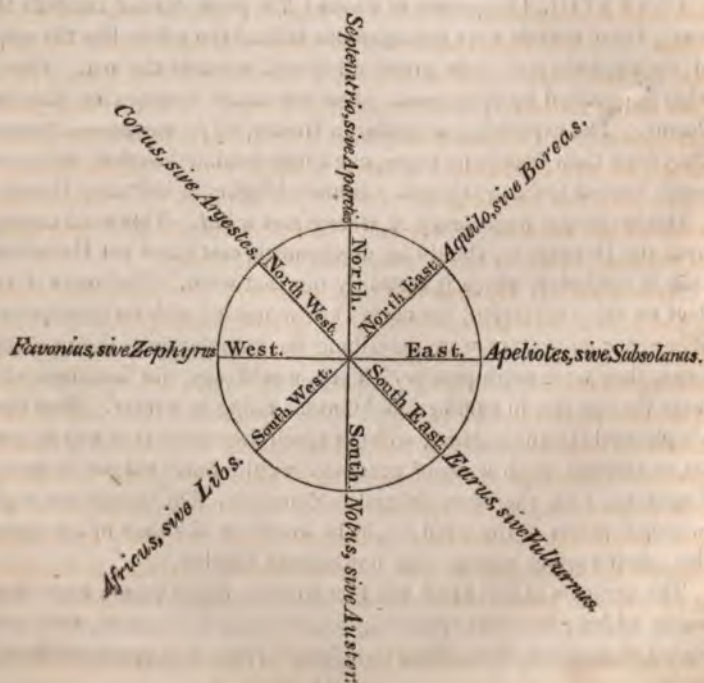 Septemtrio, sive Aparctias
North.
Aquilo, sive Boreas.
North East.
Apeliotes, sive Subsolanus.
East.
Eurus, sive Vulturnus.
South East.
Notus, sive Auster.
South.
Africus, sive Libs.
South West.
Favonius, sive Zephyrus
West.
Corus, sive Argestes.
North West.